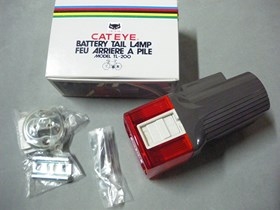 CATEYE
BATTERY TAIL LAMP
FEU ARRIERE A PILE
MODEL TL-200